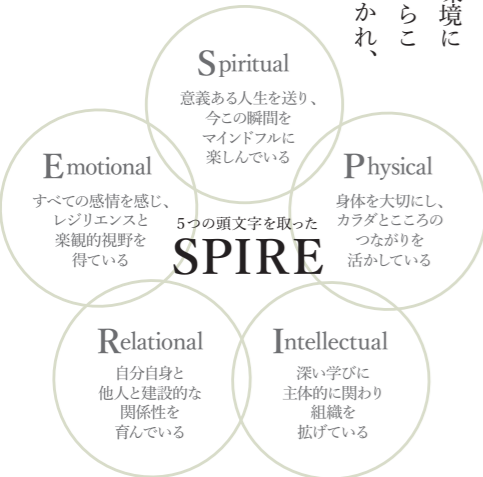 境に
らこ
かれ、
Spiritual
意義ある人生を送り、
今この瞬間を
マインドフルに
楽しんでいる
Emotional
すべての感情を感じ、
レジリエンスと
楽観的視野を
得ている
Physical
身体を大切にし、
カラダとこころの
つながりを
活かしている
5つの頭文字を取った
SPIRE
Relational
自分自身と
他人と建設的な
関係性を
育んでいる
Intellectual
深い学びに
主体的に関わり
組織を
拡げている